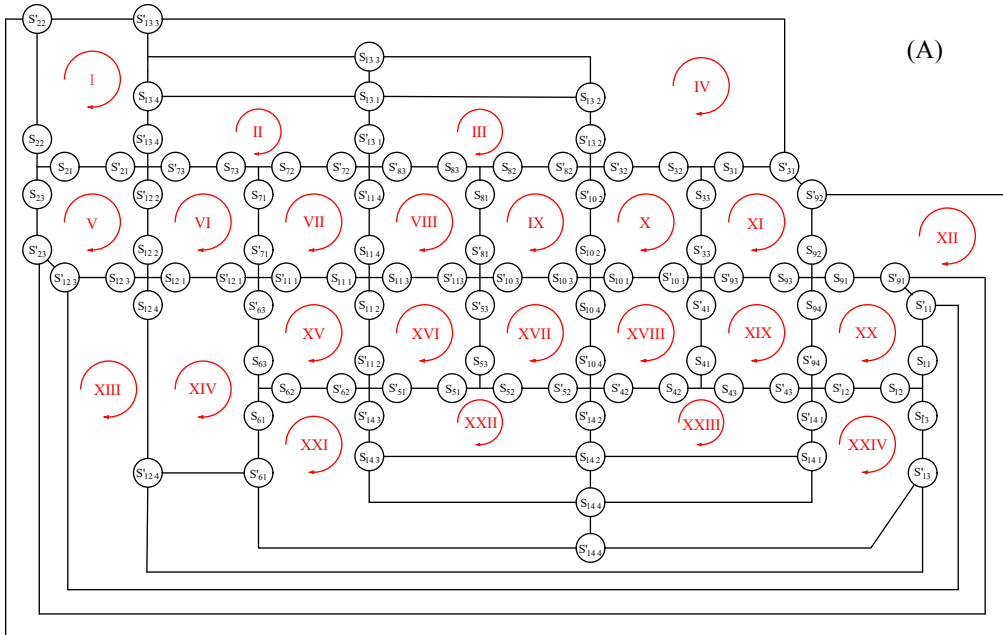 S'22 S'13 3
(A)
S13 3
I IV
S13 4 S13 1 S13 2
II III
S22 S'13 4 S'13 1 S'13 2
S21 S'21 S'73 S73 S72 S'72 S'83 S83 S82 S'82 S'32 S32 S31 S'31
S23 S'12 2 S71 S'11 4 S81 S'10 2 S33 S'92
V VI VII VIII IX X XI XII
S'23 S12 2 S'71 S11 4 S'81 S10 2 S'33 S92
S'12 3 S12 3 S12 1 S'12 1 S'11 1 S11 1 S11 3 S'113 S'10 3 S10 3 S10 1 S'10 1 S'93 S93 S91 S'91
S12 4 S'63 S11 2 S'53 S10 4 S'41 S94 S'11
XV XVI XVII XVIII XIX XX
S63 S'11 2 S53 S'10 4 S41 S'94 S11
XIII XIV
S62 S'62 S'51 S51 S52 S'52 S'42 S42 S43 S'43 S'12 S12
S61 S'14 3 S'14 2 S'14 1 S13
XXI XXII XXIII XXIV
S14 3 S14 2 S14 1
S'12 4 S'61 S'13
S14 4
S'14 4